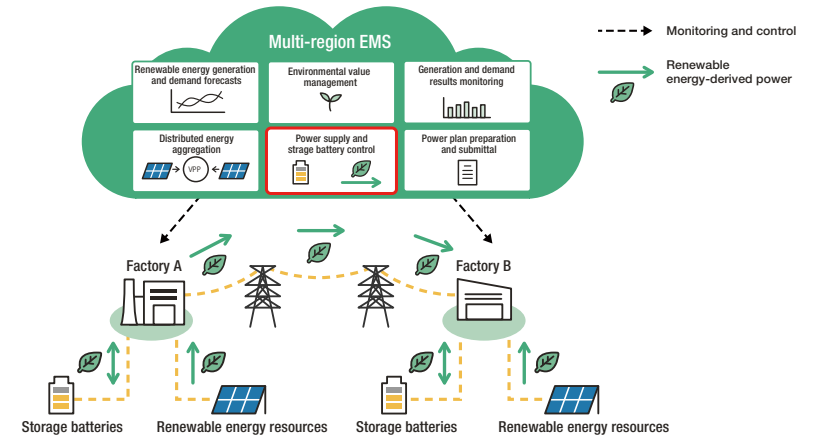 Multi-region EMS
Renewable energy generation
and demand forecasts
Environmental value
management
Generation and demand
results monitoring
Distributed energy
aggregation
VPP
Power supply and
strage battery control
Power plan preparation
and submittal
Monitoring and control
Renewable
energy-derived power
Factory A
Factory B
Storage batteries
Renewable energy resources
Storage batteries
Renewable energy resources